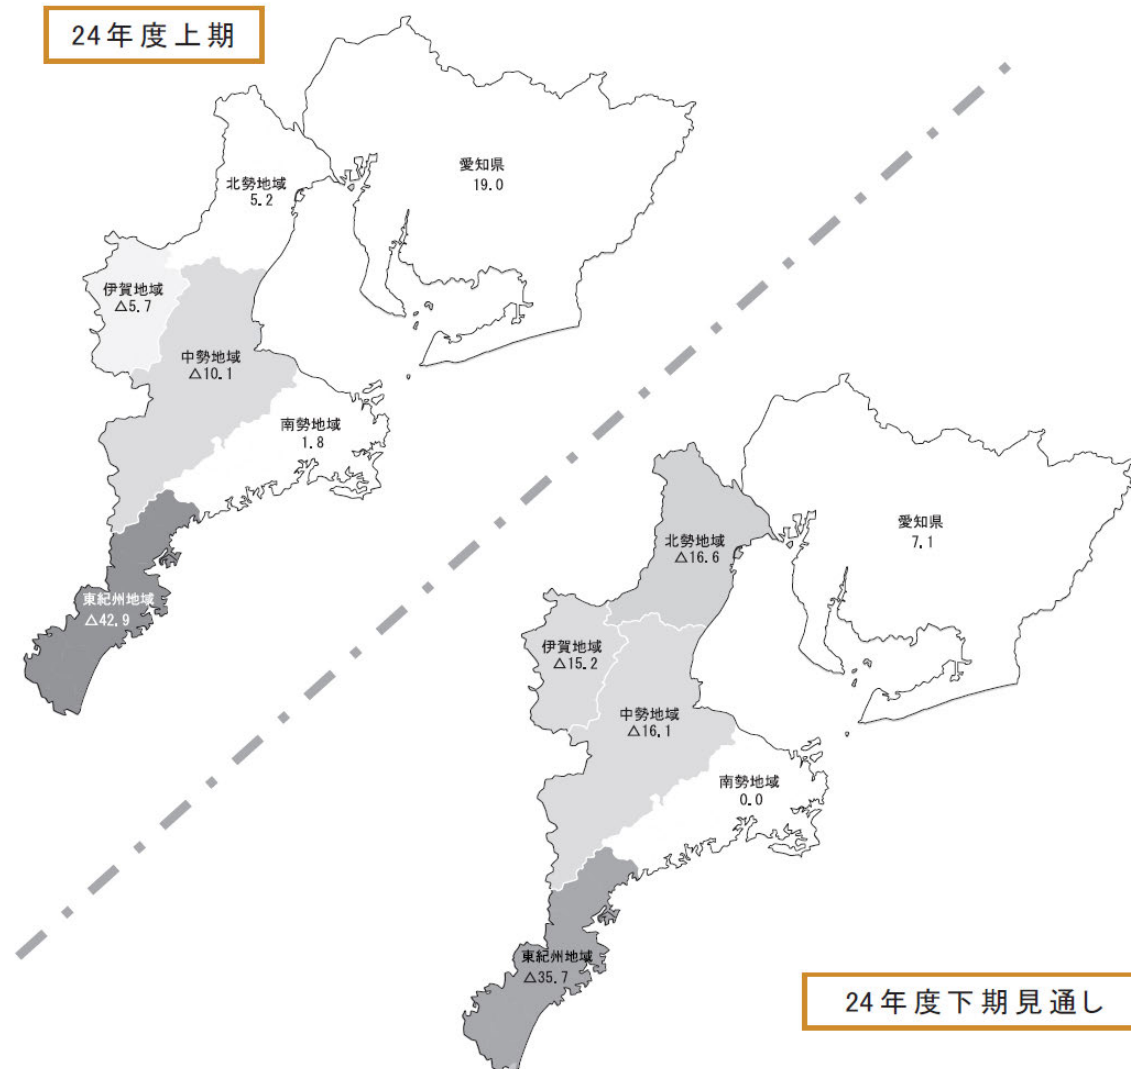 24年度上期
愛知県
19.0
北勢地域
5.2
伊賀地域
△5.7
中勢地域
△10.1
南勢地域
1.8
東紀州地域
△42.9
愛知県
7.1
北勢地域
△16.6
伊賀地域
△15.2
中勢地域
△16.1
南勢地域
0.0
東紀州地域
△35.7
24年度下期見通し